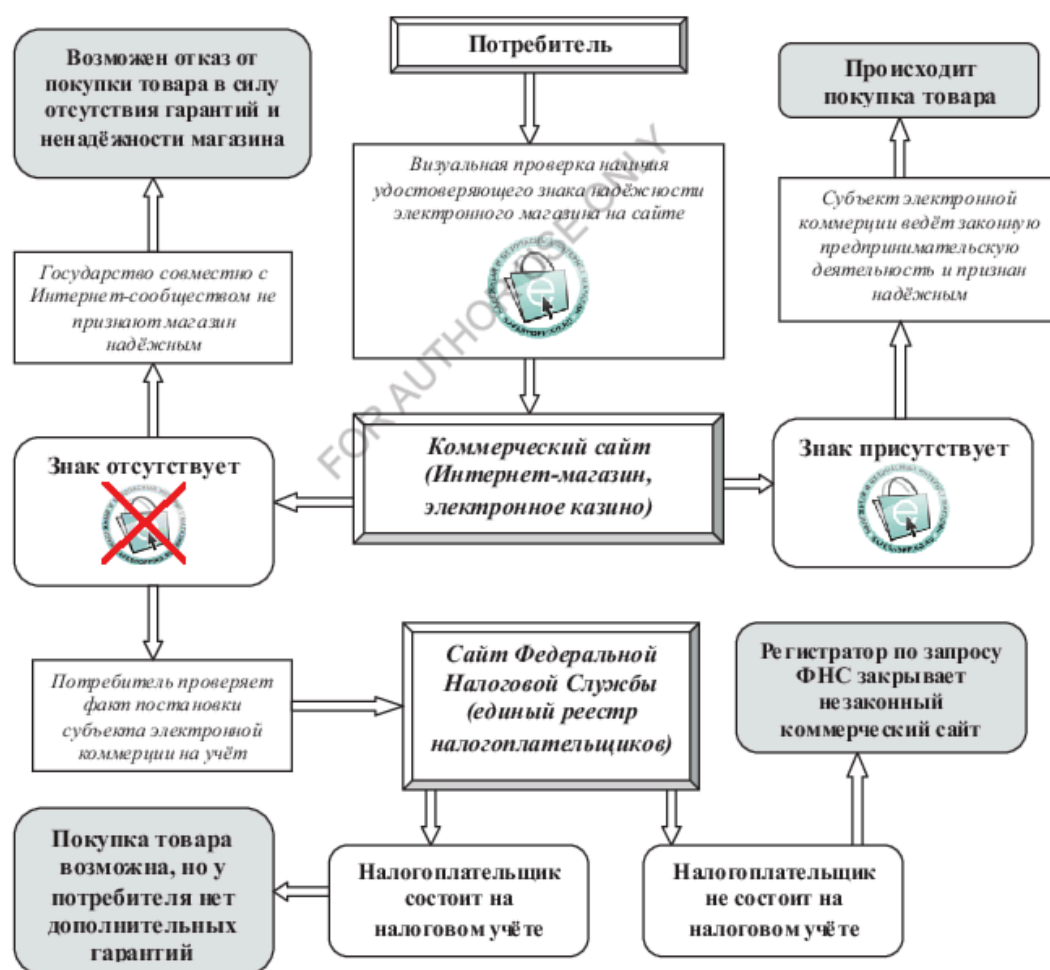 Потребитель
Возможен отказ от
покупки товара в силу
отсутствия гарантий и
ненадёжности магазина
Происходит
покупка товара
Визуальная проверка наличия
удостоверяющего знака надёжности
электронного магазина на сайте
Субъект электронной
коммерции ведёт законную
предпринимательскую
деятельность и признан
надёжным
Государство совместно с
Интернет-сообществом не
признают магазин
надёжным
FOR AUTHOR USE ONLY
Знак отсутствует
Коммерческий сайт
(Интернет-магазин,
электронное казино)
Знак присутствует
Потребитель проверяет
факт постановки
субъекта электронной
коммерции на учёт
Сайт Федеральной
Налоговой Службы
(единый реестр
налогоплательщиков)
Регистратор по запросу
ФНС закрывает
незаконный
коммерческий сайт
Покупка товара
возможна, но у
потребителя нет
дополнительных
гарантий
Налогоплательщик
состоит на
налоговом учёте
Налогоплательщик
не состоит на
налоговом учёте